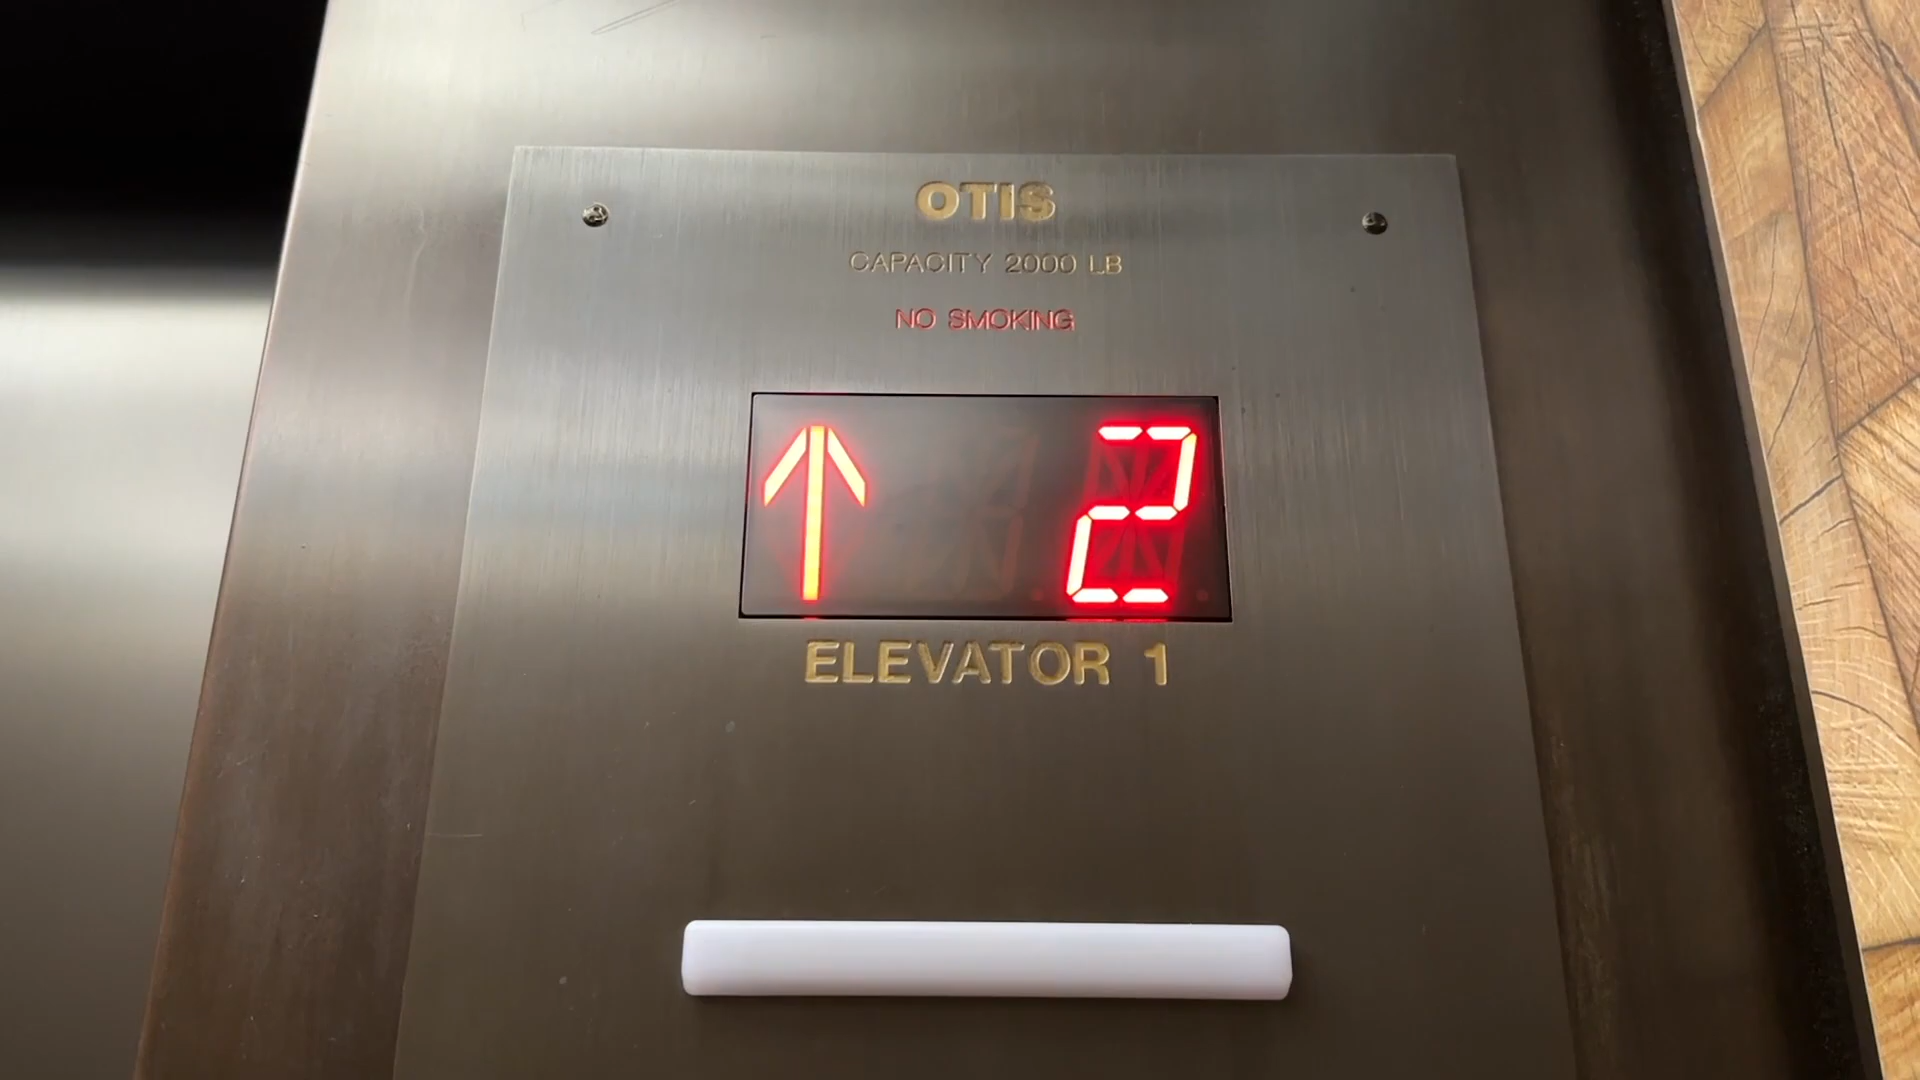 OTIS
CAPACITY 2000 LB
NO SMOKING
↑ 2
ELEVATOR 1